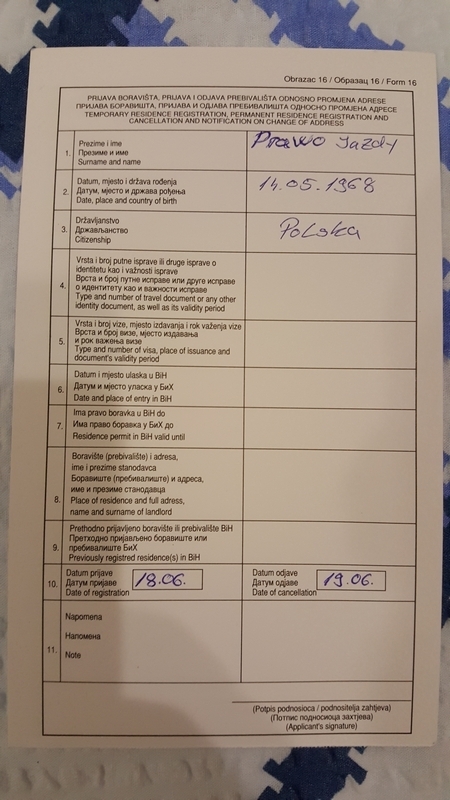 Obrazac 16 / Образац 16 / Form 16
PRIJAVA BORAVIŠTA, PRIJAVA I ODJAVA PREBIVALIŠTA ODNOSNO PROMJENA ADRESE
ПРИЈАВА БОРАВИШТА, ПРИЈАВА И ОДЈАВА ПРЕБИВАЛИШТА ОДНОСНО ПРОМЈЕНА АДРЕСЕ
TEMPORARY RESIDENCE REGISTRATION, PERMANENT RESIDENCE REGISTRATION AND
CANCELLATION AND NOTIFICATION ON CHANGE OF ADDRESS
1.
Prezime i ime
Презиме и име
Surname and name
Prawo Jazdy
2.
Datum, mjesto i država rođenja
Датум, мјесто и држава рођења
Date, place and country of birth
14.05.1968
3.
Državljanstvo
Држављанство
Citizenship
Polska
4.
Vrsta i broj putne isprave ili druge isprave o
identitetu kao i važnosti isprave
Врста и број путне исправе или друге исправе
о идентитету као и важности исправе
Type and number of travel document or any other
identity document, as well as its validity period
5.
Vrsta i broj vize, mjesto izdavanja i rok važenja vize
Врста и број визе, мјесто издавања
и рок важења визе
Type and number of visa, place of issuance and
document's validity period
6.
Datum i mjesto ulaska u BiH
Датум и мјесто уласка у БиХ
Date and place of entry in BiH
7.
Ima pravo boravka u BiH do
Има право боравка у БиХ до
Residence permit in BiH valid until
8.
Boravište (prebivalište) i adresa,
ime i prezime stanodavca
Боравиште (пребивалиште) и адреса,
име и презиме станодавца
Place of residence and full adress,
name and surname of landlord
9.
Prethodno prijavljeno boravište ili prebivalište BiH
Претходно пријављено боравиште или
пребивалиште БиХ
Previously registred residence(s) in BiH
10.
Datum prijave
Датум пријаве
Date of registration
18.06.
Datum odjave
Датум одјаве
Date of cancellation
19.06.
11.
Napomena
Напомена
Note
(Potpis podnosioca / podnositelja zahtjeva)
(Потпис подносиоца захтјева)
(Applicant's signature)